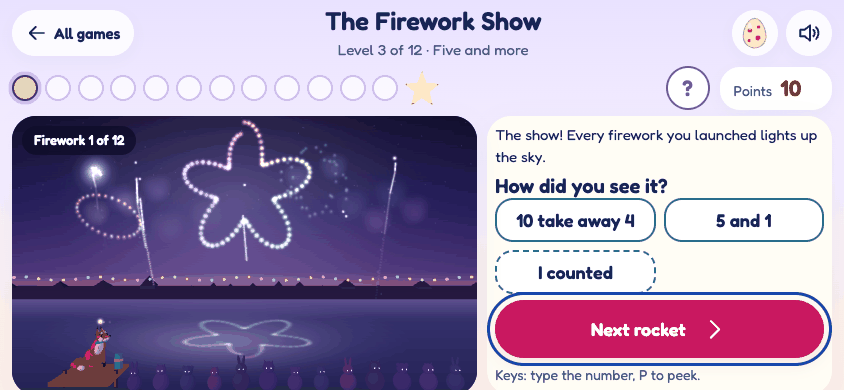 All games
The Firework Show
Level 3 of 12 · Five and more
?
Points 10
Firework 1 of 12
The show! Every firework you launched lights up
the sky.
How did you see it?
10 take away 4
5 and 1
I counted
Next rocket
Keys: type the number, P to peek.